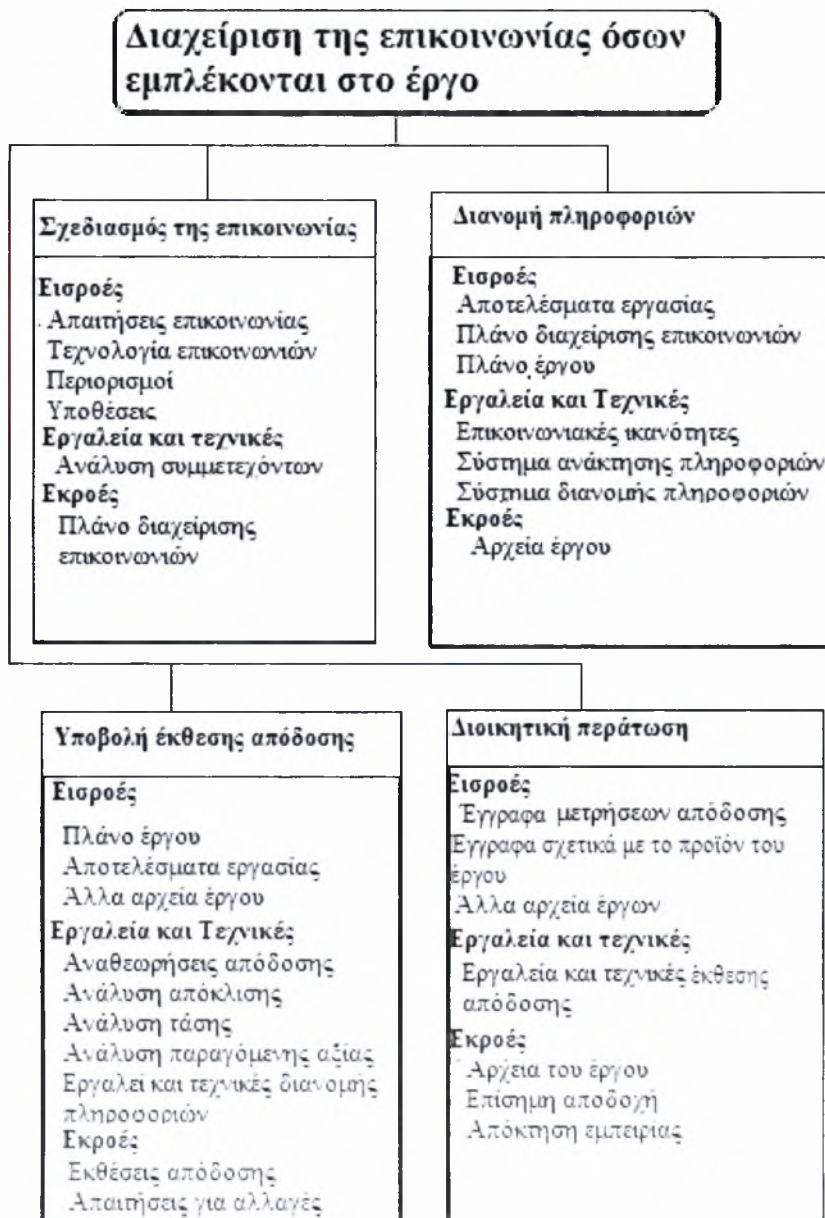 Διαχείριση της επικοινωνίας όσων
εμπλέκονται στο έργο
Σχεδιασμός της επικοινωνίας
Εισροές
Απαιτήσεις επικοινωνίας
Τεχνολογία επικοινωνιών
Περιορισμοί
Υποθέσεις
Εργαλεία και τεχνικές
Ανάλυση συμμετεχόντων
Εκροές
Πλάνο διαχείρισης
επικοινωνιών
Διανομή πληροφοριών
Εισροές
Αποτελέσματα εργασίας
Πλάνο διαχείρισης επικοινωνιών
Πλάνο έργου
Εργαλεία και Τεχνικές
Επικοινωνιακές ικανότητες
Σύστημα ανάκτησης πληροφοριών
Σύστημα διανομής πληροφοριών
Εκροές
Αρχεία έργου
Υποβολή έκθεσης απόδοσης
Εισροές
Πλάνο έργου
Αποτελέσματα εργασίας
Άλλα αρχεία έργου
Εργαλεία και Τεχνικές
Αναθεωρήσεις απόδοσης
Ανάλυση απόκλισης
Ανάλυση τάσης
Ανάλυση παραγόμενης αξίας
Εργαλεί και τεχνικές διανομής
πληροφοριών
Εκροές
Εκθέσεις απόδοσης
Απαιτήσεις για αλλαγές
Διοικητική περάτωση
Εισροές
Έγγραφα μετρήσεων απόδοσης
Έγγραφα σχετικά με το προϊόν του
έργου
Άλλα αρχεία έργων
Εργαλεία και τεχνικές
Εργαλεία και τεχνικές έκθεσης
απόδοσης
Εκροές
Αρχεια του έργου
Επίσημη αποδοχή
Απόκτηση εμπειρίας